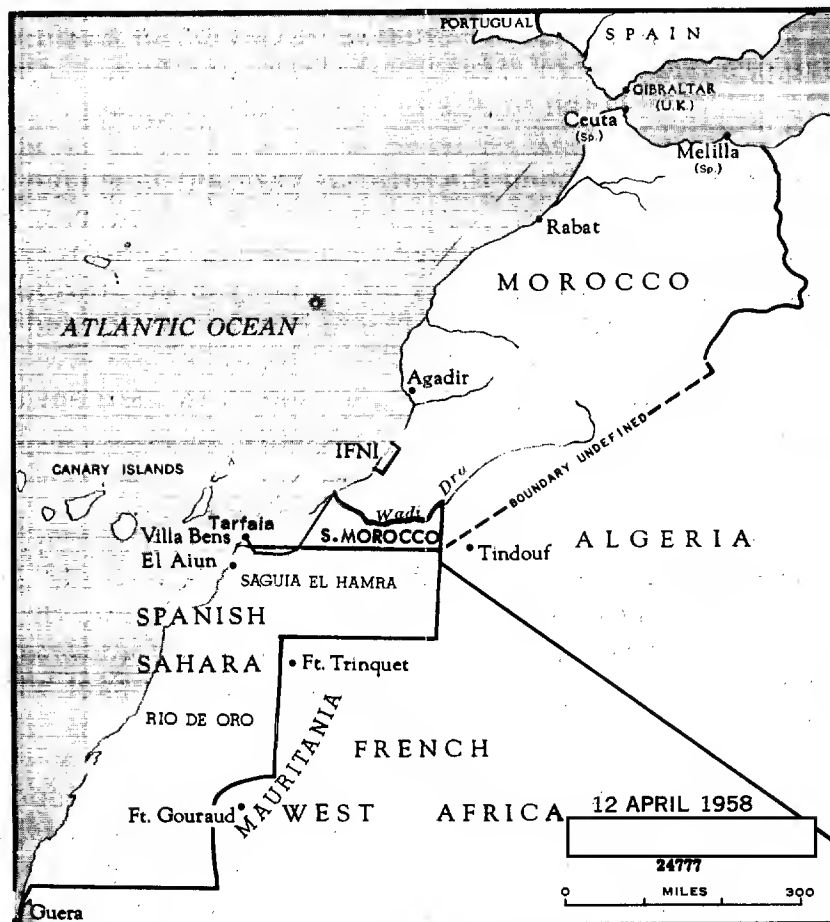 PORTUGUAL
SPAIN
GIBRALTAR
(U.K.)
Ceuta
(Sp.)
Melilla
(Sp.)
Rabat
MOROCCO
ATLANTIC OCEAN
Agadir
IFNI
CANARY ISLANDS
Wadi Dra
BOUNDARY UNDEFINED
Tarfaia
Villa Bens
S. MOROCCO
El Aiun
Tindouf
ALGERIA
SAGUIA EL HAMRA
SPANISH
SAHARA
Ft. Trinquet
RIO DE ORO
MAURITANIA
FRENCH
WEST AFRICA
Ft. Gouraud
12 APRIL 1958
24777
0 MILES 300
Guera